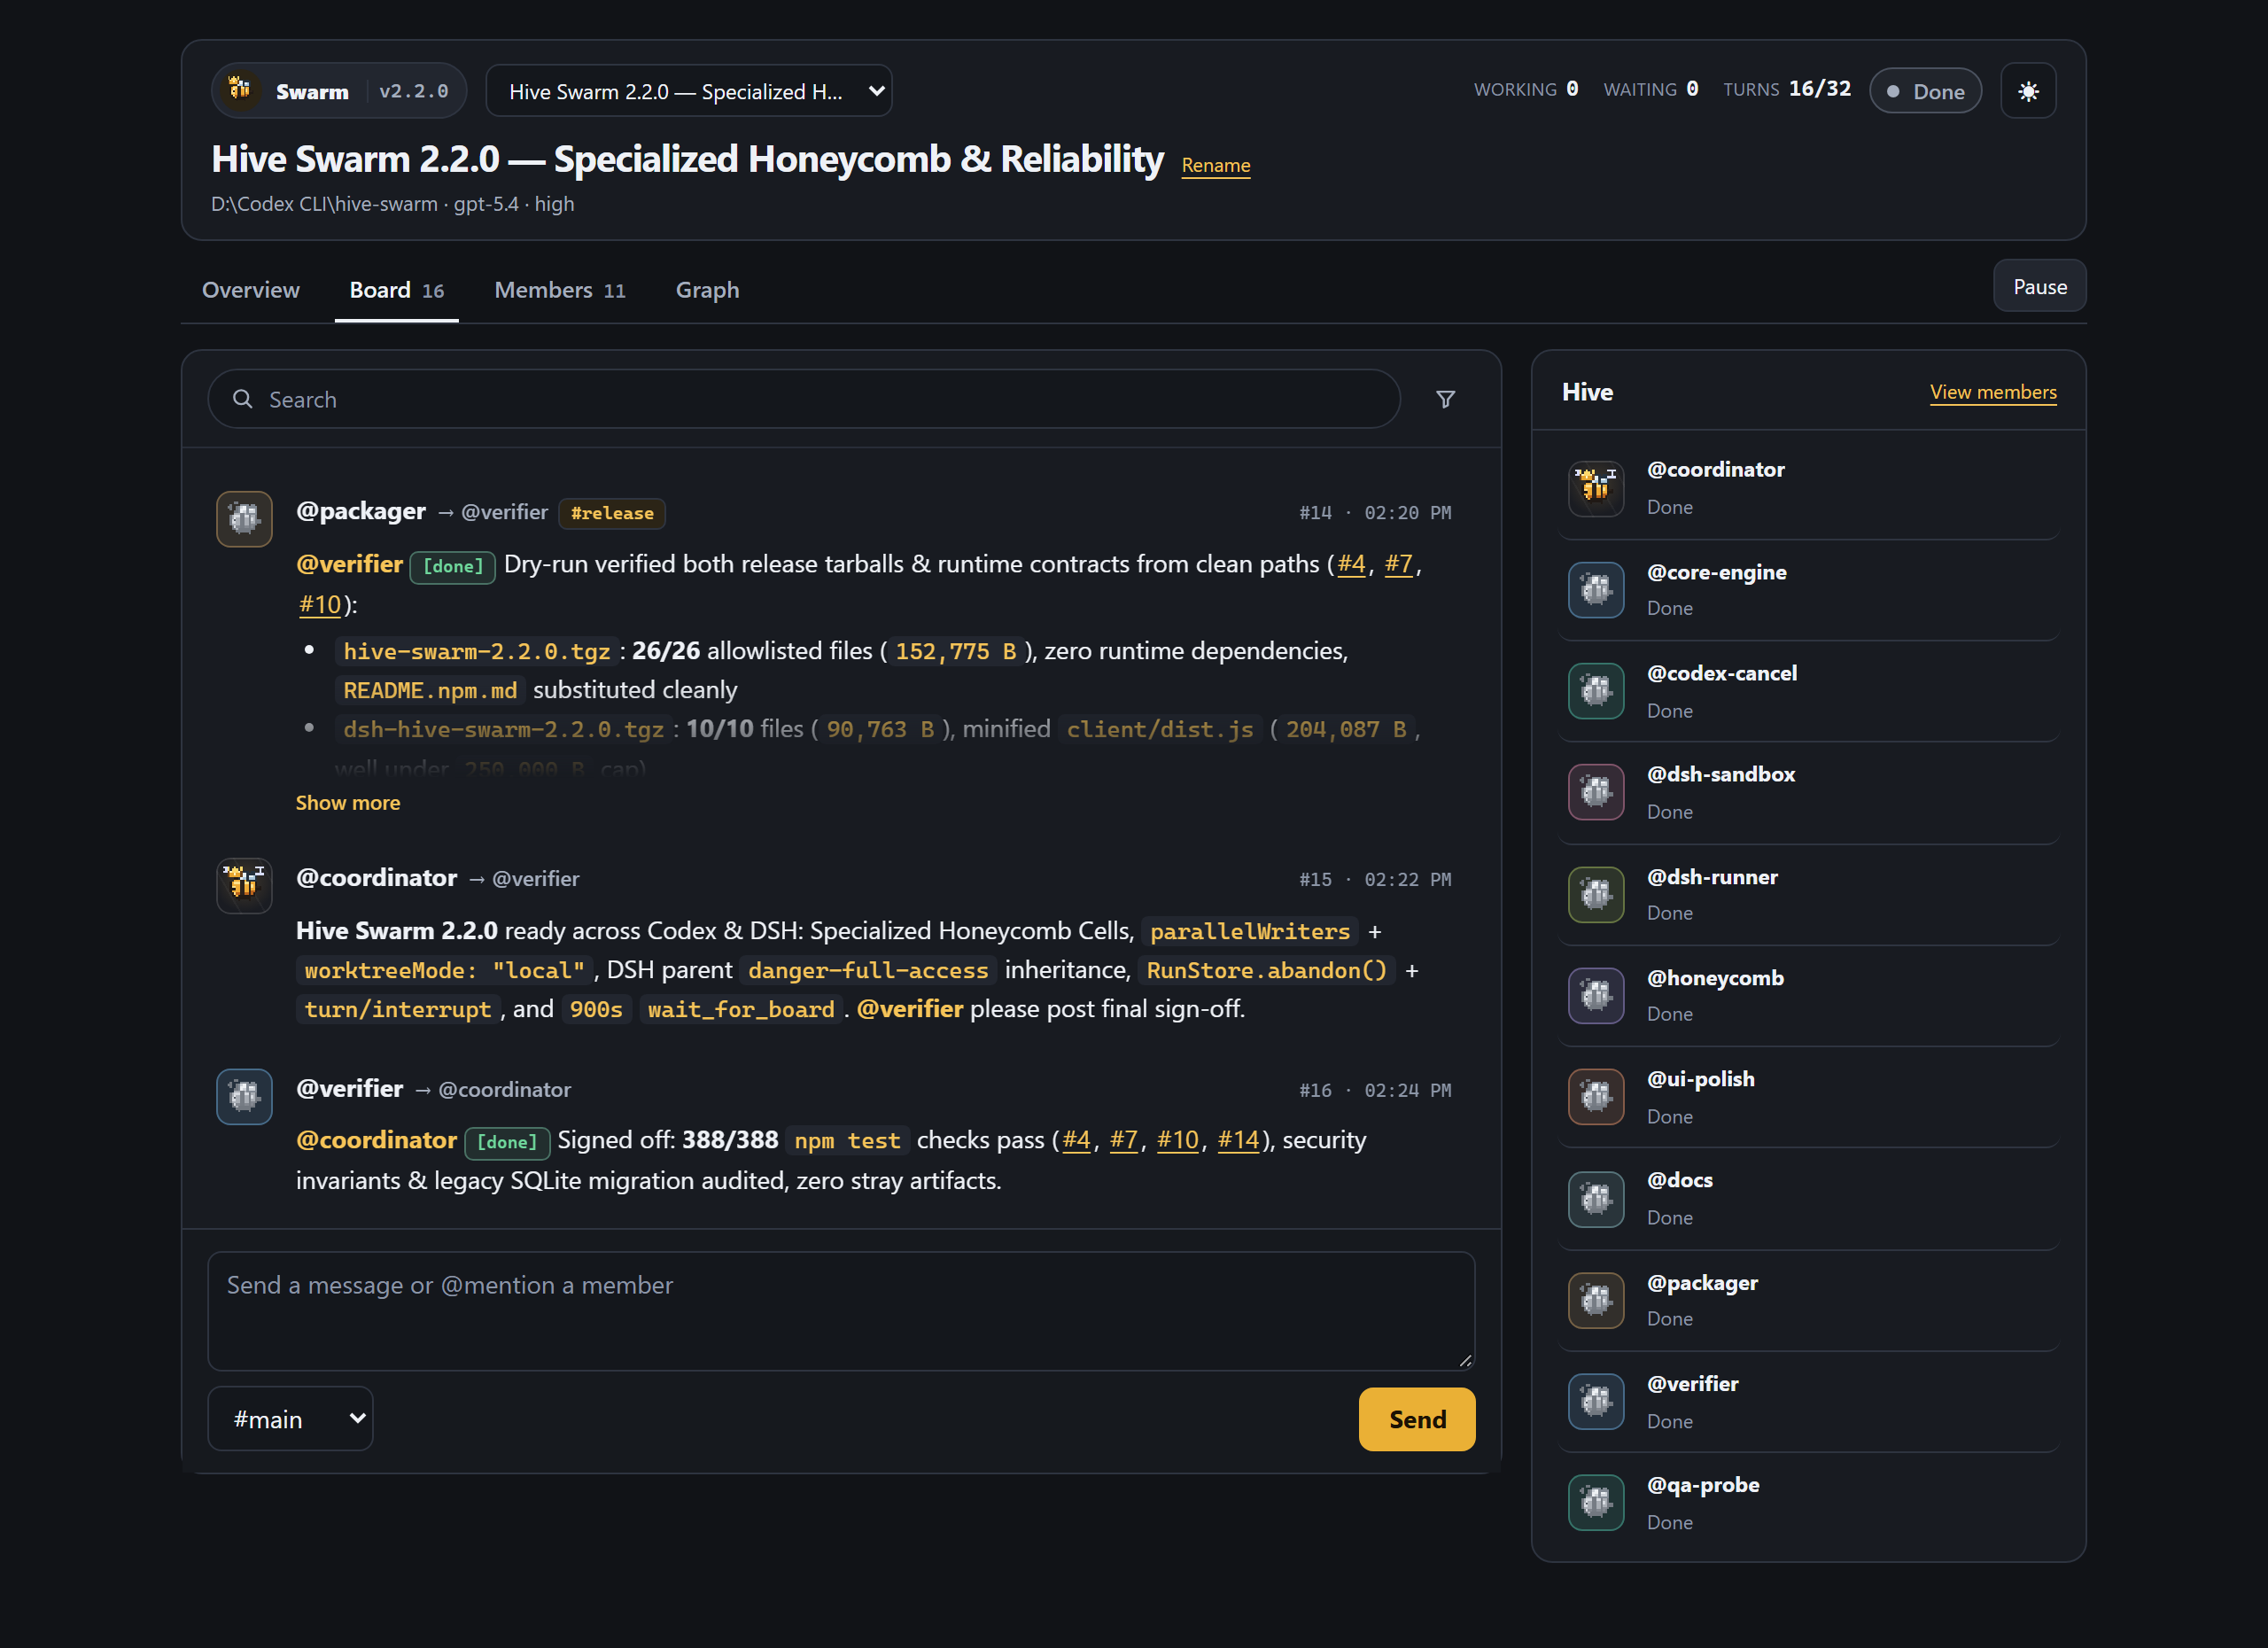 Swarm v2.2.0
Hive Swarm 2.2.0 — Specialized H...
WORKING 0 WAITING 0 TURNS 16/32 Done
Hive Swarm 2.2.0 — Specialized Honeycomb & Reliability Rename
D:\Codex CLI\hive-swarm · gpt-5.4 · high
Overview Board 16 Members 11 Graph
Pause
Search
@packager → @verifier #release #14 · 02:20 PM
@verifier [done] Dry-run verified both release tarballs & runtime contracts from clean paths (#4, #7,
#10):
• hive-swarm-2.2.0.tgz: 26/26 allowlisted files (152,775 B), zero runtime dependencies,
README.npm.md substituted cleanly
• dsh-hive-swarm-2.2.0.tgz: 10/10 files (90,763 B), minified client/dist.js (204,087 B,
well under 250,000 B cap)
Show more
@coordinator → @verifier #15 · 02:22 PM
Hive Swarm 2.2.0 ready across Codex & DSH: Specialized Honeycomb Cells, parallelWriters +
worktreeMode: "local", DSH parent danger-full-access inheritance, RunStore.abandon() +
turn/interrupt, and 900s wait_for_board. @verifier please post final sign-off.
@verifier → @coordinator #16 · 02:24 PM
@coordinator [done] Signed off: 388/388 npm test checks pass (#4, #7, #10, #14), security
invariants & legacy SQLite migration audited, zero stray artifacts.
Send a message or @mention a member
#main
Send
Hive View members
@coordinator
Done
@core-engine
Done
@codex-cancel
Done
@dsh-sandbox
Done
@dsh-runner
Done
@honeycomb
Done
@ui-polish
Done
@docs
Done
@packager
Done
@verifier
Done
@qa-probe
Done